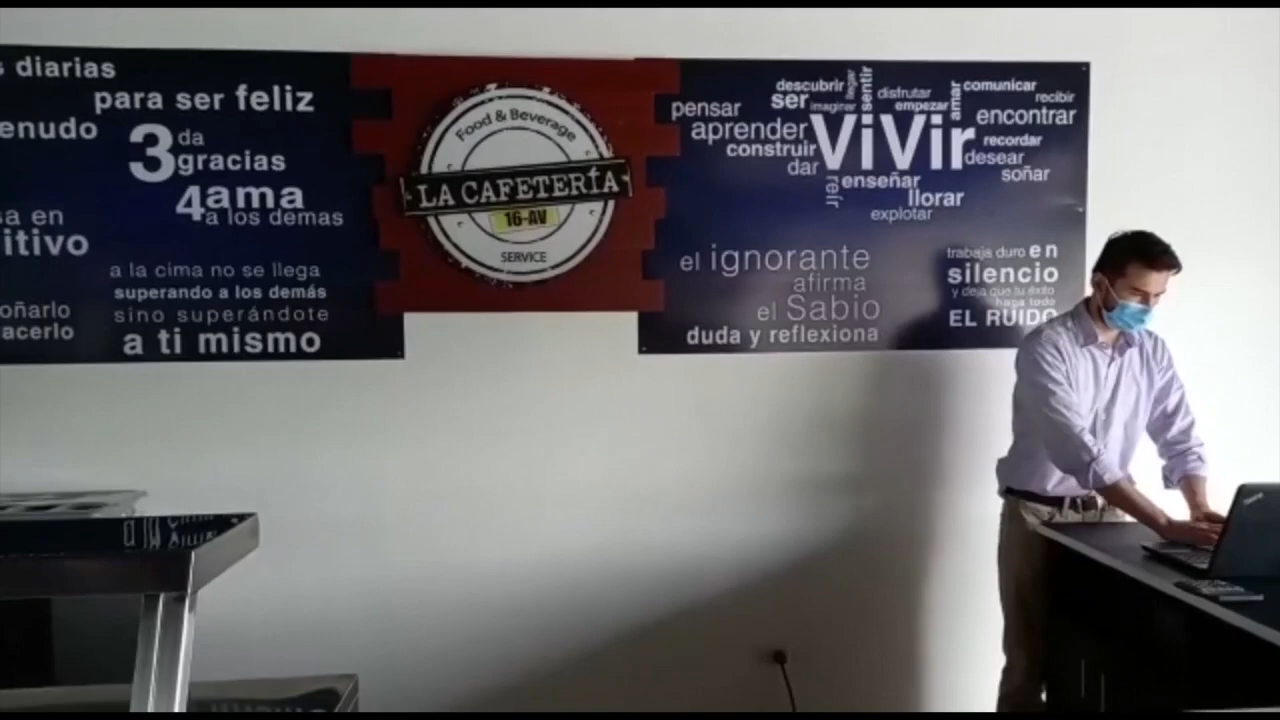 s diarias
para ser feliz
enudo
3 da
gracias
4 ama
a los demas
sa en
itivo
a la cima no se llega
superando a los demás
sino superándote
a ti mismo
oñarlo
acerlo
Food & Beverage
LA CAFETERÍA
16-AV
SERVICE
descubrir
llegar
sentir
disfrutar
amar
comunicar
pensar
ser
imaginar
empezar
recibir
aprender
encontrar
construir
ViVir
recordar
dar
desear
reír
enseñar
soñar
llorar
explotar
el ignorante
afirma
el Sabio
duda y reflexiona
trabaja duro en
silencio
y deja que tu éxito
haga todo
EL RUIDO